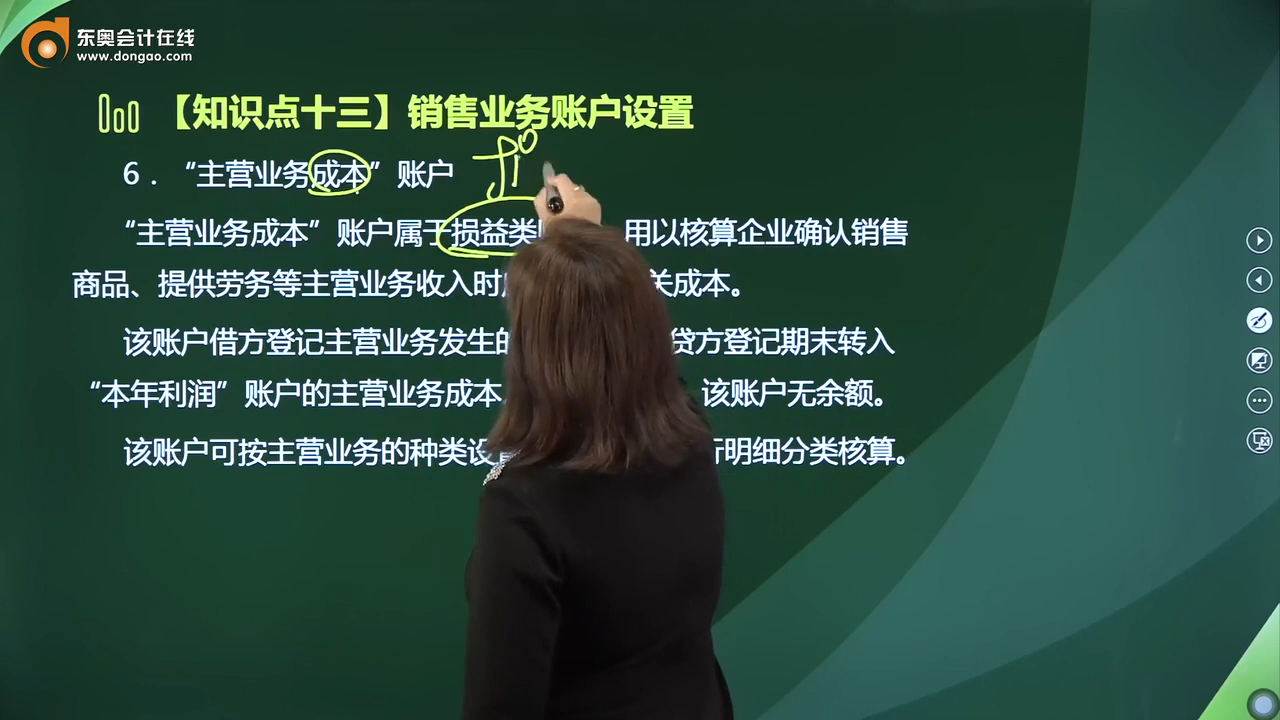 东奥会计在线
www.dongao.com
【知识点十三】销售业务账户设置
6．“主营业务成本”账户
“主营业务成本”账户属于损益类 用以核算企业确认销售
商品、提供劳务等主营业务收入时 关成本。
该账户借方登记主营业务发生的 贷方登记期末转入
“本年利润”账户的主营业务成本 该账户无余额。
该账户可按主营业务的种类设 行明细分类核算。